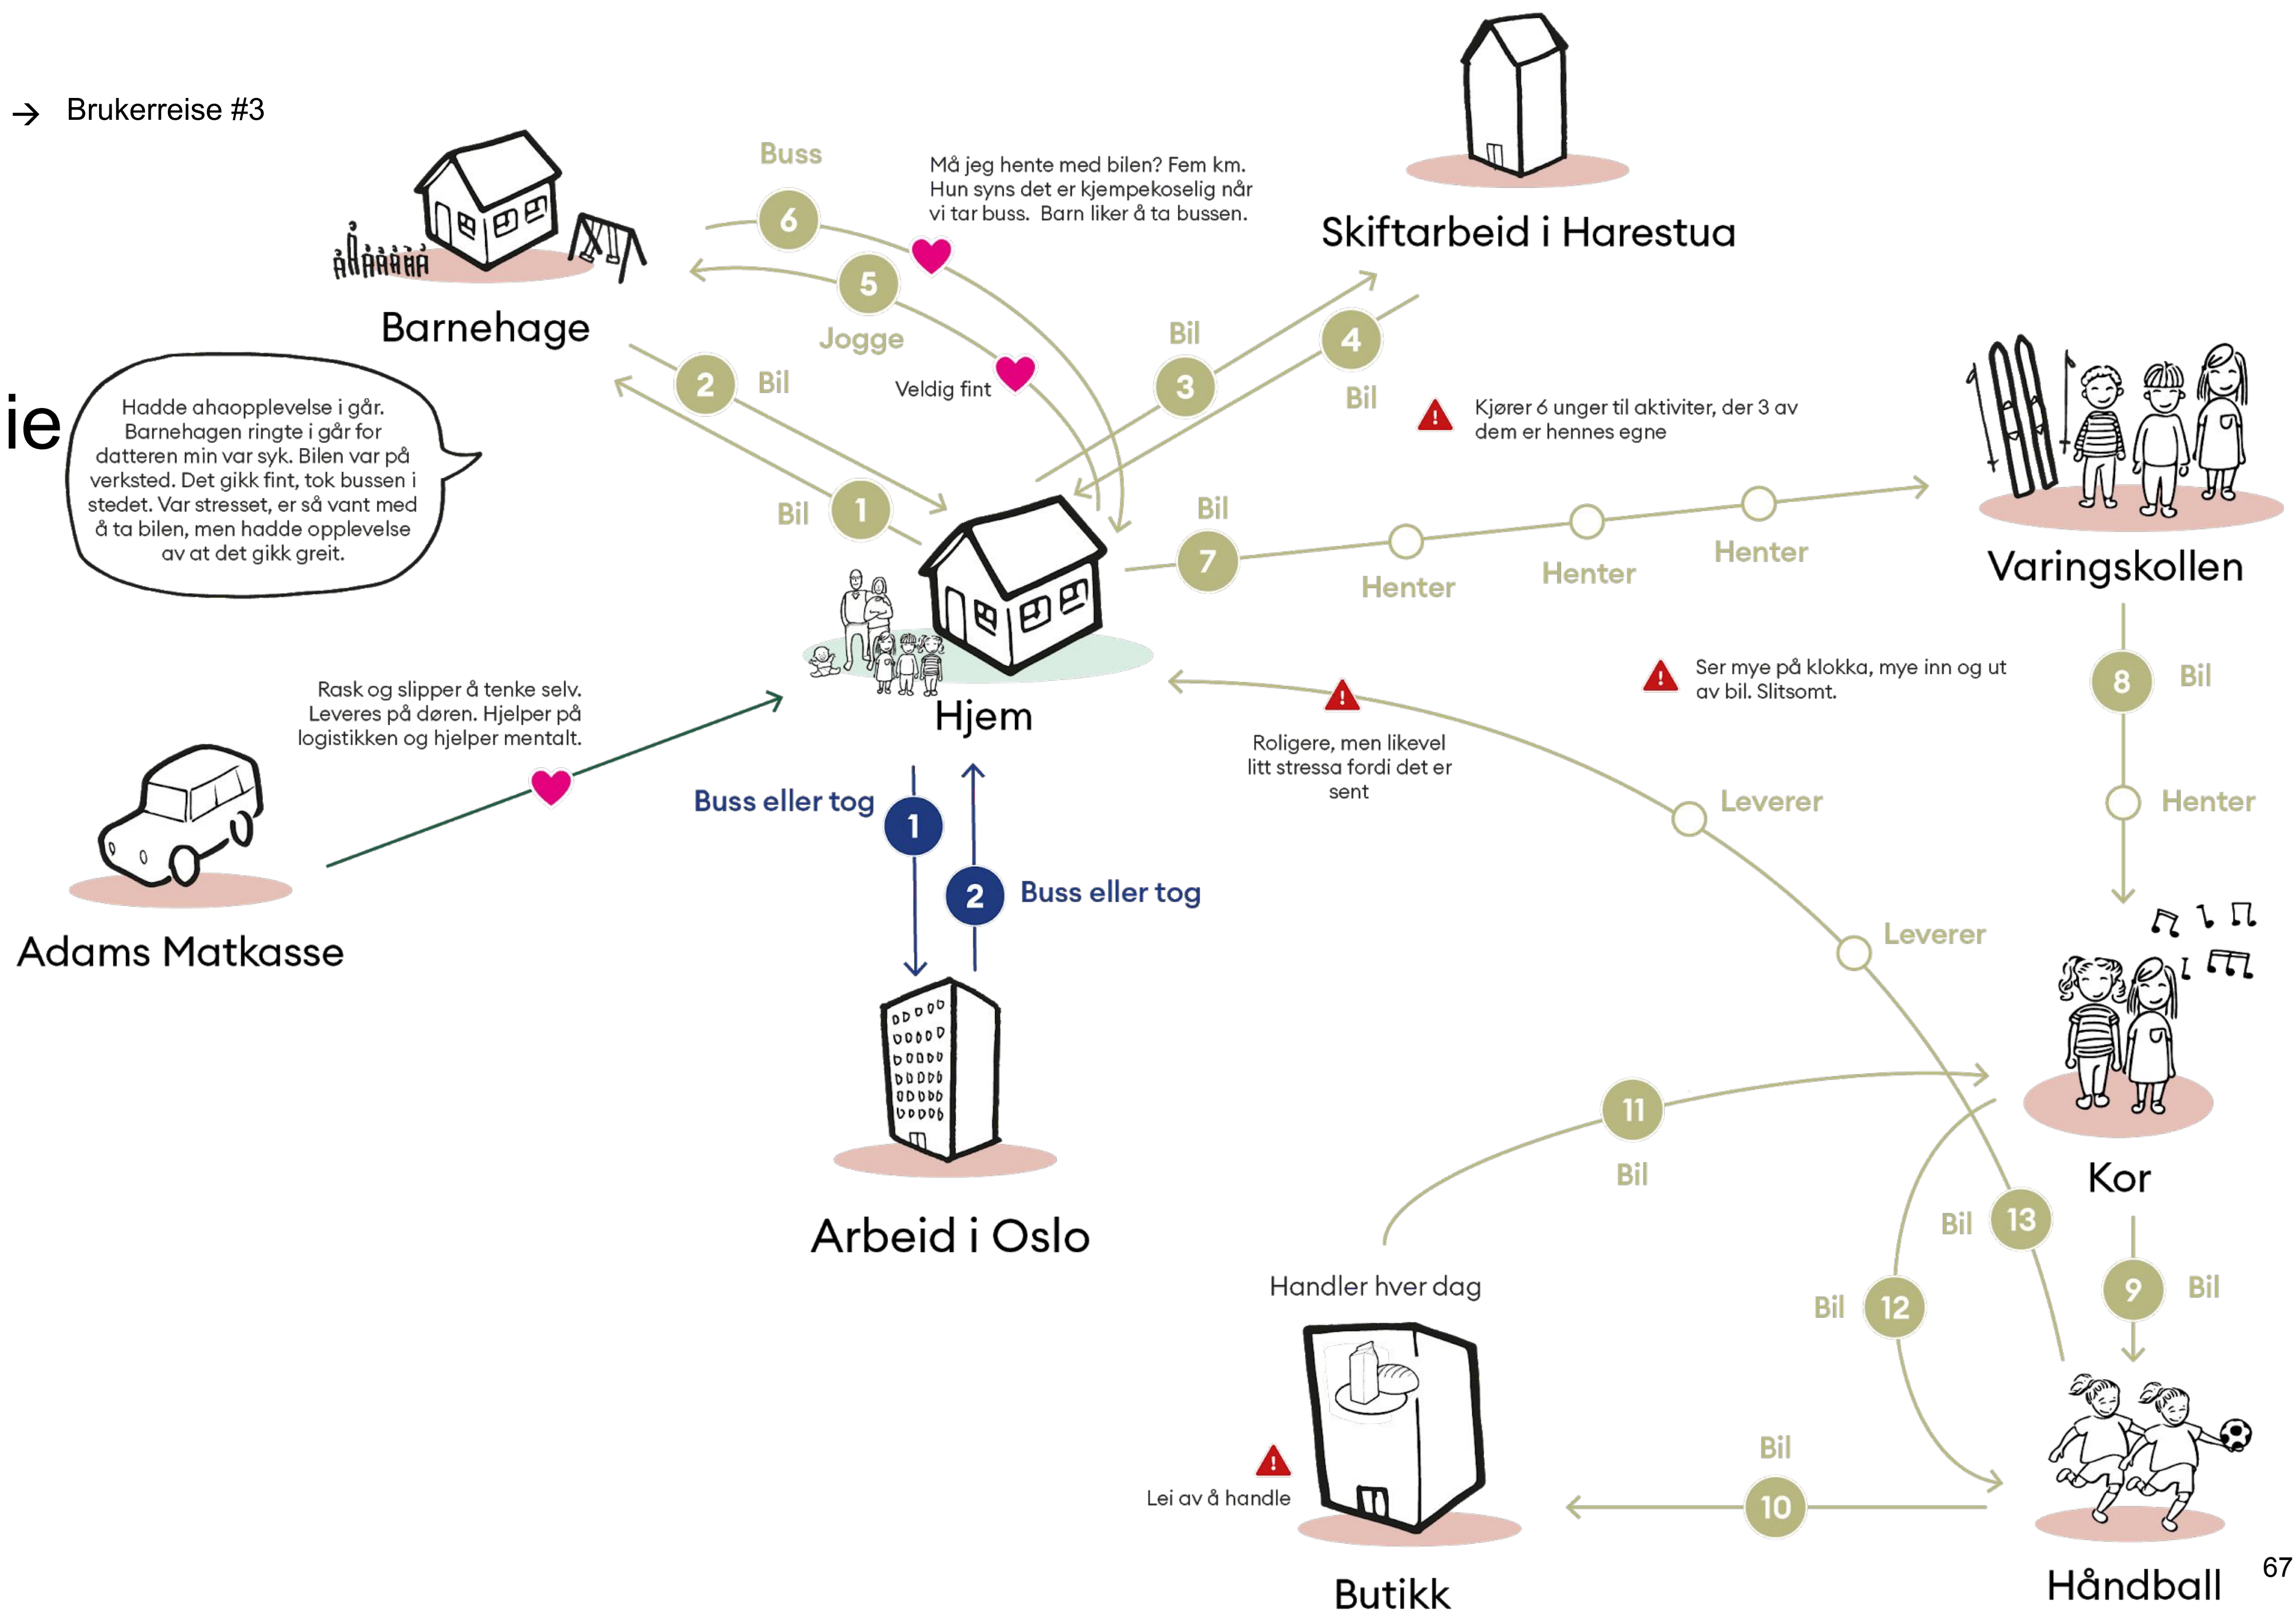 → Brukerreise #3
Buss
6
Må jeg hente med bilen? Fem km.
Hun syns det er kjempekoselig når
vi tar buss. Barn liker å ta bussen.
5
Jogge
Veldig fint
Barnehage
Skiftarbeid i Harestua
Bil
3
4
Bil
2
Bil
1
Bil
ie
Hadde ahaopplevelse i går.
Barnehagen ringte i går for
datteren min var syk. Bilen var på
verksted. Det gikk fint, tok bussen i
stedet. Var stresset, er så vant med
å ta bilen, men hadde opplevelse
av at det gikk greit.
Kjører 6 unger til aktiviter, der 3 av
dem er hennes egne
Bil
7
Henter
Henter
Henter
Varingskollen
Hjem
Rask og slipper å tenke selv.
Leveres på døren. Hjelper på
logistikken og hjelper mentalt.
Adams Matkasse
Ser mye på klokka, mye inn og ut
av bil. Slitsomt.
8
Bil
Henter
Roligere, men likevel
litt stressa fordi det er
sent
Leverer
Leverer
Buss eller tog
1
2
Buss eller tog
Arbeid i Oslo
11
Bil
Kor
Bil
13
Bil
12
9
Bil
Handler hver dag
Lei av å handle
Bil
10
Butikk
Håndball
67